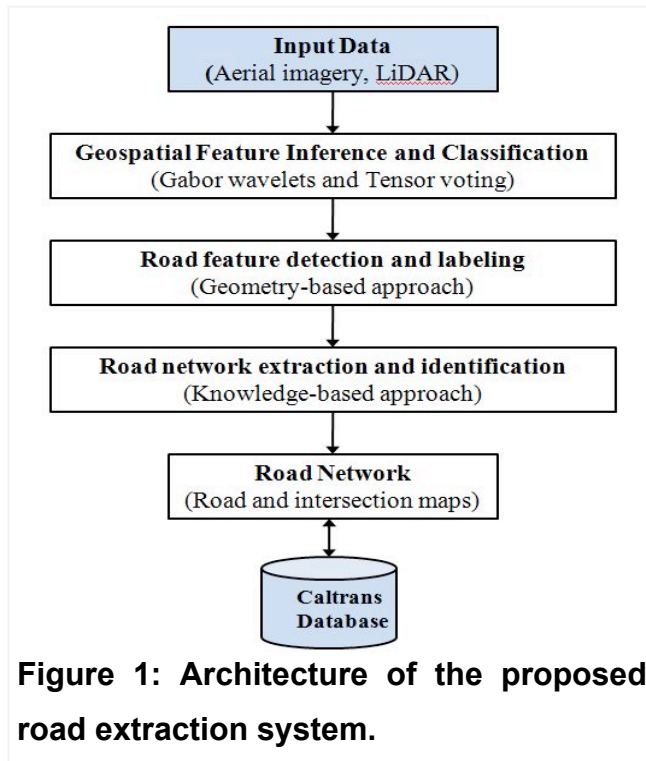 Input Data
(Aerial imagery, LiDAR)
Geospatial Feature Inference and Classification
(Gabor wavelets and Tensor voting)
Road feature detection and labeling
(Geometry-based approach)
Road network extraction and identification
(Knowledge-based approach)
Road Network
(Road and intersection maps)
Caltrans
Database
Figure 1: Architecture of the proposed
road extraction system.